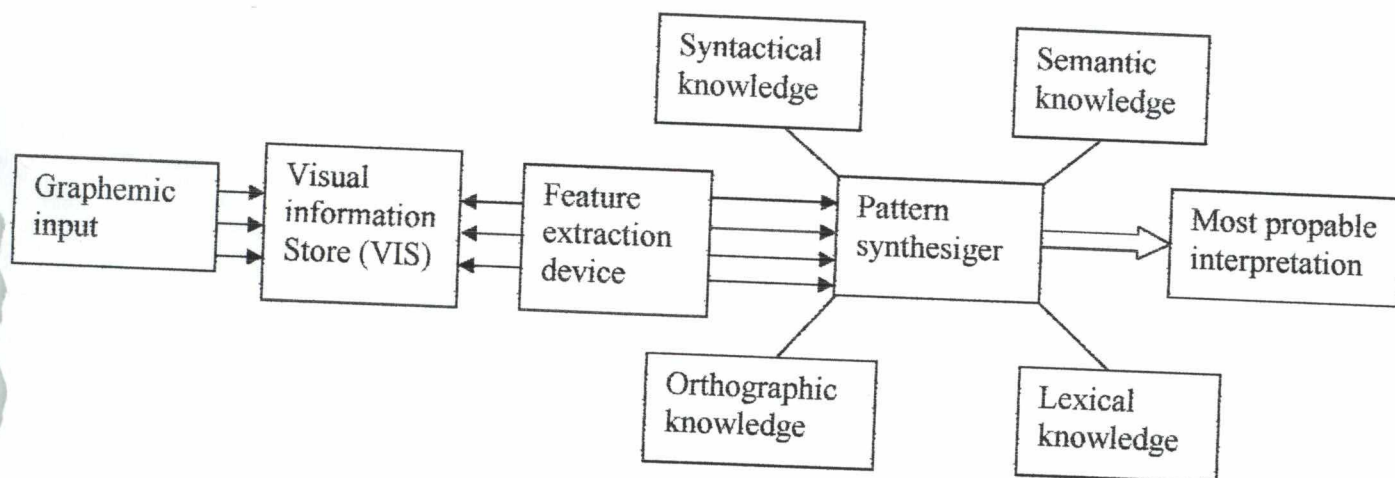 Syntactical
knowledge
Semantic
knowledge
Graphemic
input
Visual
information
Store (VIS)
Feature
extraction
device
Pattern
synthesiger
Most propable
interpretation
Orthographic
knowledge
Lexical
knowledge